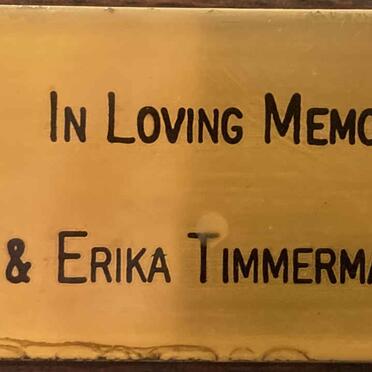 In Loving Memo
& Erika Timmerma